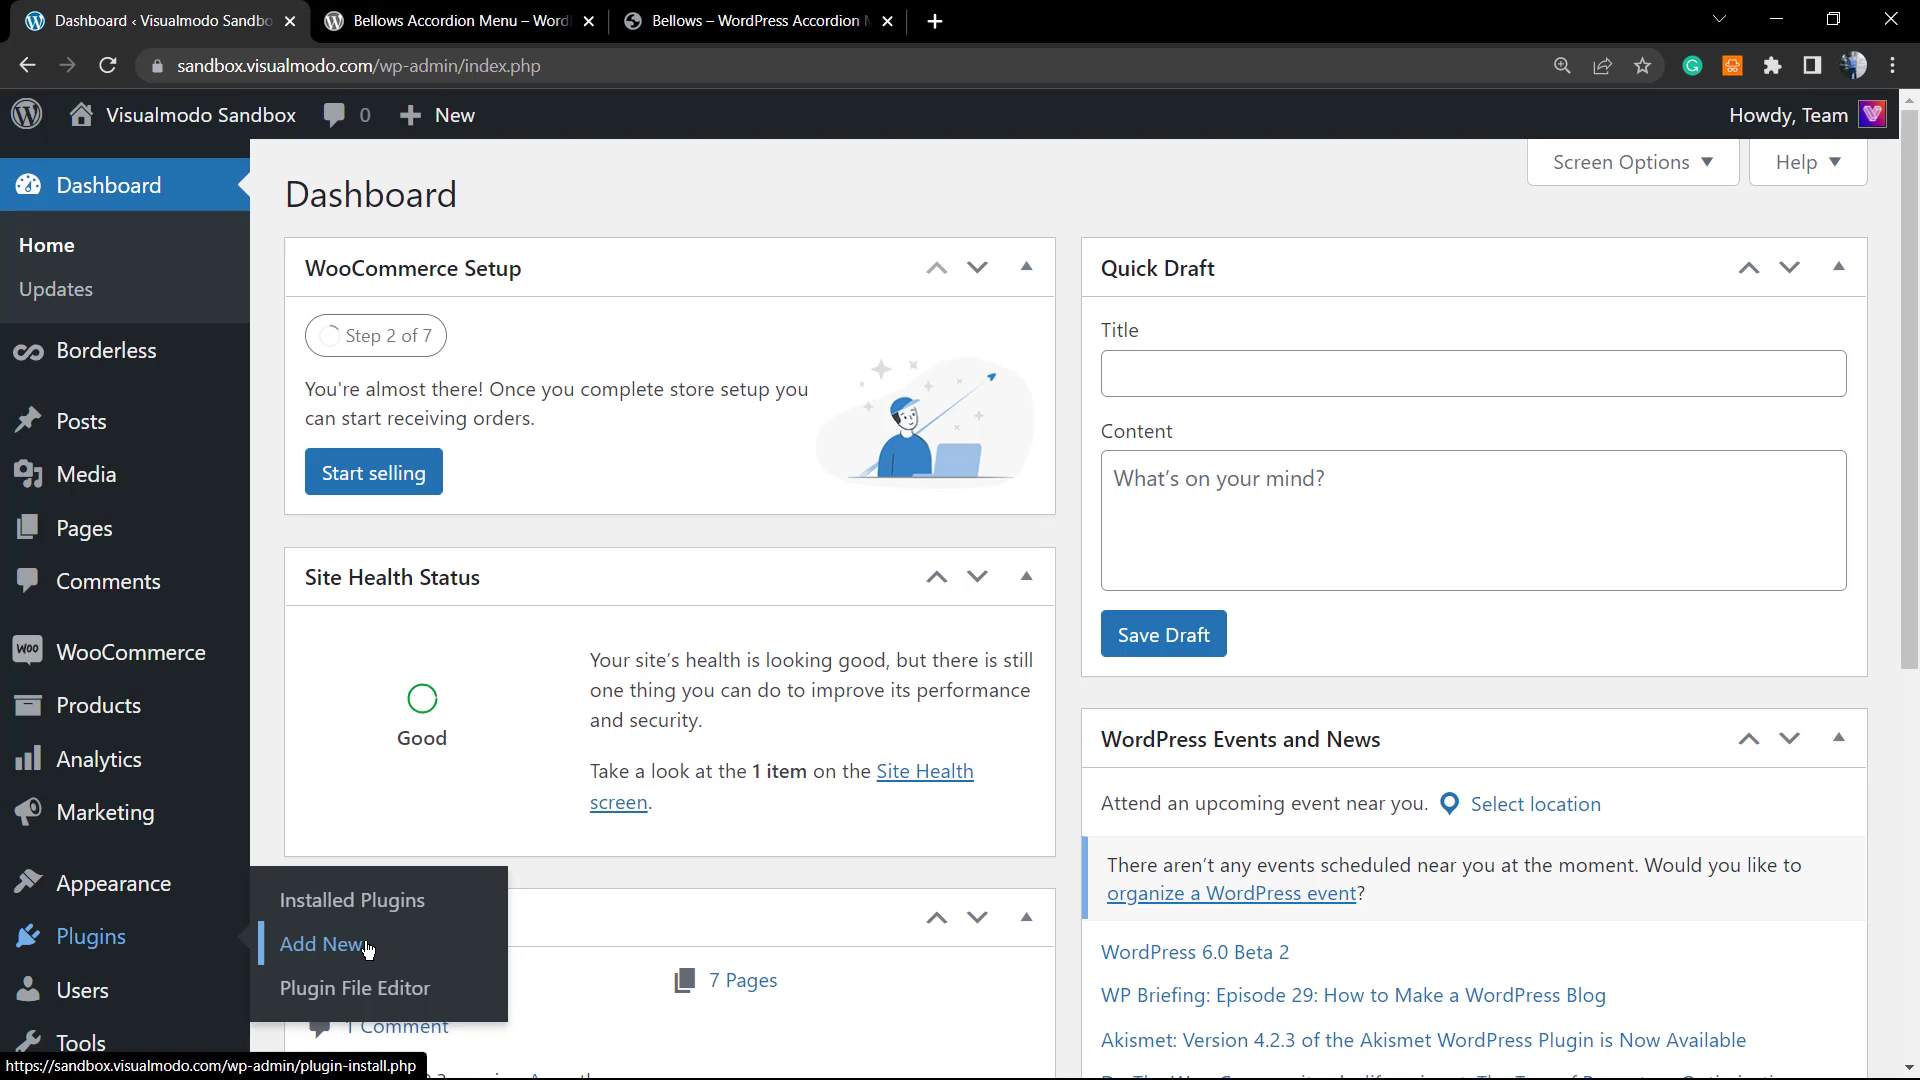 Dashboard ‹ Visualmodo Sandbo
Bellows Accordion Menu – Word
Bellows – WordPress Accordion
sandbox.visualmodo.com/wp-admin/index.php
Visualmodo Sandbox
0
New
Howdy, Team
Screen Options
Help
Dashboard
Home
Updates
Borderless
Posts
Media
Pages
Comments
WooCommerce
Products
Analytics
Marketing
Appearance
Plugins
Users
Tools
Installed Plugins
Add New
Plugin File Editor
Dashboard
WooCommerce Setup
Step 2 of 7
You're almost there! Once you complete store setup you
can start receiving orders.
Start selling
Site Health Status
Good
Your site's health is looking good, but there is still
one thing you can do to improve its performance
and security.
Take a look at the 1 item on the Site Health
screen.
7 Pages
1 Comment
Quick Draft
Title
Content
What's on your mind?
Save Draft
WordPress Events and News
Attend an upcoming event near you.
Select location
There aren't any events scheduled near you at the moment. Would you like to
organize a WordPress event?
WordPress 6.0 Beta 2
WP Briefing: Episode 29: How to Make a WordPress Blog
Akismet: Version 4.2.3 of the Akismet WordPress Plugin is Now Available
https://sandbox.visualmodo.com/wp-admin/plugin-install.php